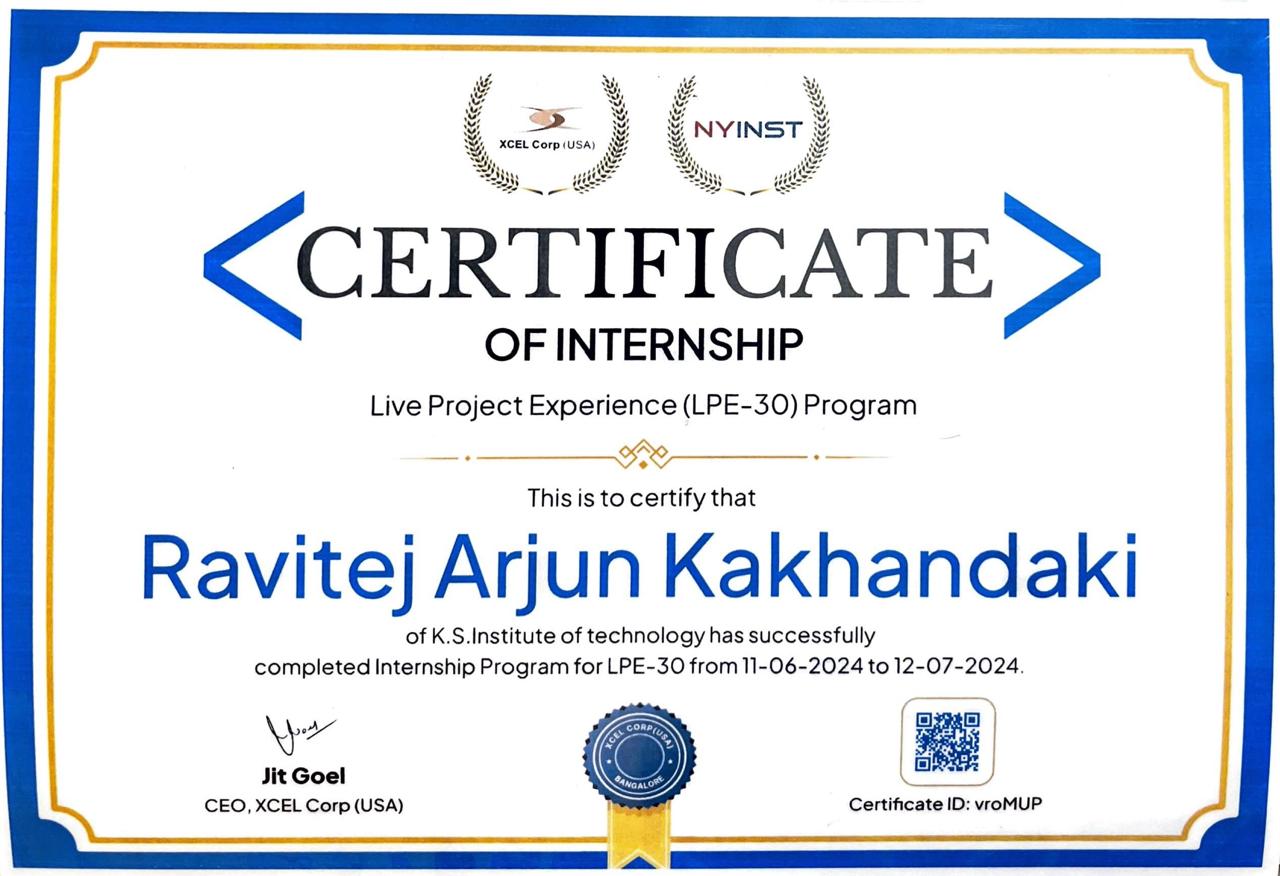 XCEL Corp (USA)
NYINST
CERTIFICATE
OF INTERNSHIP
Live Project Experience (LPE-30) Program
This is to certify that
Ravitej Arjun Kakhandaki
of K.S.Institute of technology has successfully
completed Internship Program for LPE-30 from 11-06-2024 to 12-07-2024.
Jit Goel
CEO, XCEL Corp (USA)
XCEL CORP(USA)
BANGALORE
Certificate ID: vroMUP